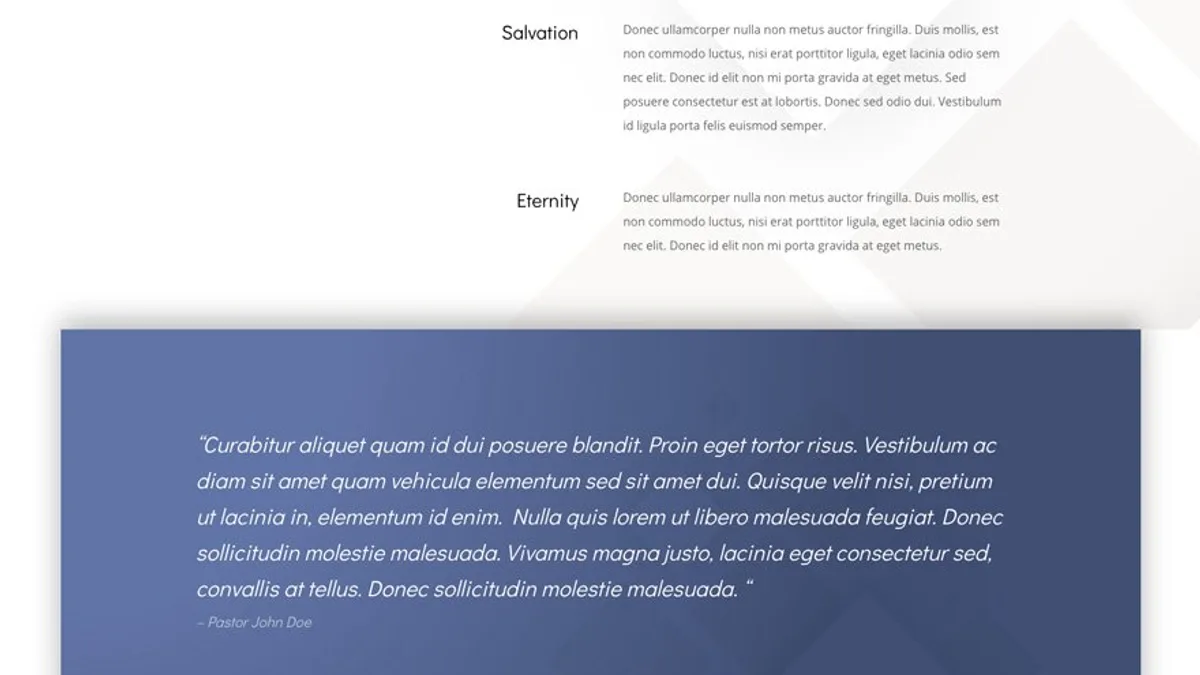 Salvation
Donec ullamcorper nulla non metus auctor fringilla. Duis mollis, est
non commodo luctus, nisi erat porttitor ligula, eget lacinia odio sem
nec elit. Donec id elit non mi porta gravida at eget metus. Sed
posuere consectetur est at lobortis. Donec sed odio dui. Vestibulum
id ligula porta felis euismod semper.
Eternity
Donec ullamcorper nulla non metus auctor fringilla. Duis mollis, est
non commodo luctus, nisi erat porttitor ligula, eget lacinia odio sem
nec elit. Donec id elit non mi porta gravida at eget metus.
“Curabitur aliquet quam id dui posuere blandit. Proin eget tortor risus. Vestibulum ac
diam sit amet quam vehicula elementum sed sit amet dui. Quisque velit nisi, pretium
ut lacinia in, elementum id enim.  Nulla quis lorem ut libero malesuada feugiat. Donec
sollicitudin molestie malesuada. Vivamus magna justo, lacinia eget consectetur sed,
convallis at tellus. Donec sollicitudin molestie malesuada. “
– Pastor John Doe